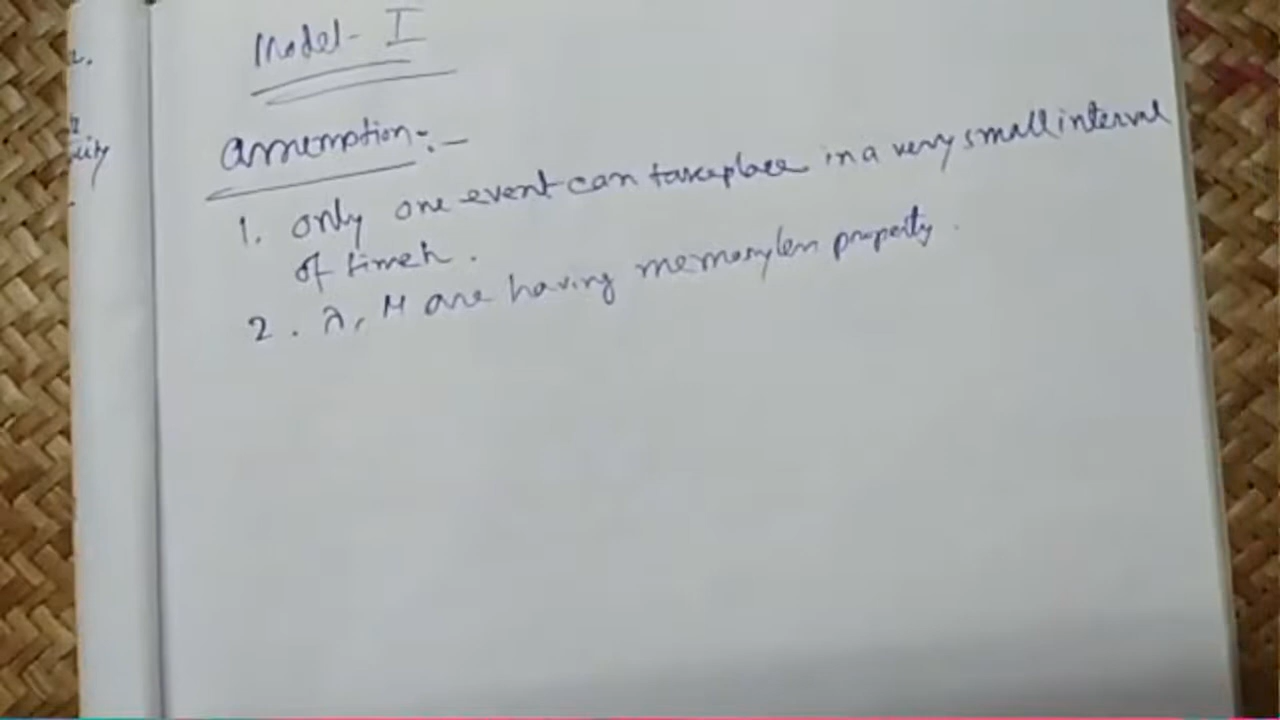 2.
Model - I
assumption:-
1. only one event can take place in a very small interval
of time h.
2. λ, μ are having memoryless property.